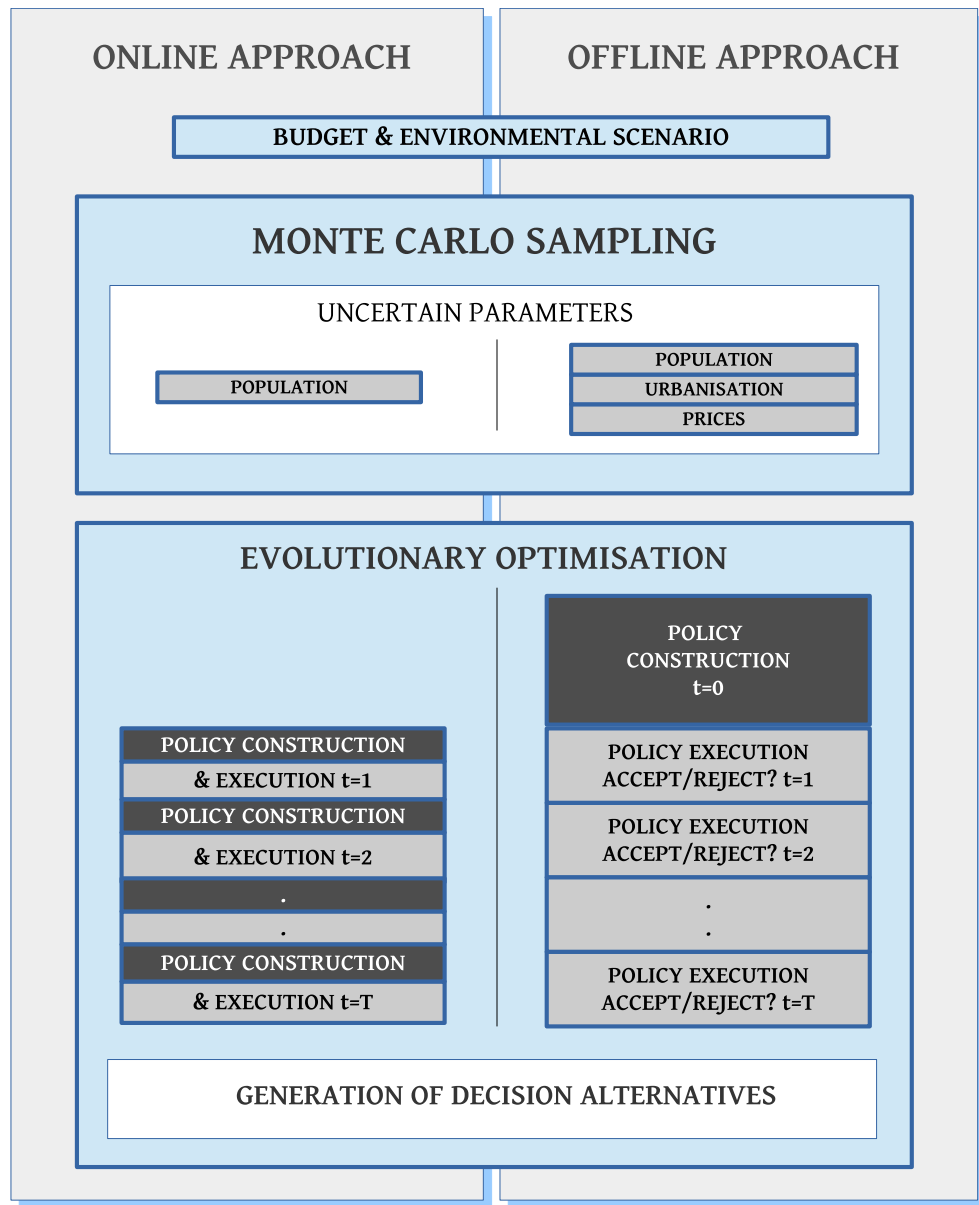 ONLINE APPROACH
OFFLINE APPROACH
BUDGET & ENVIRONMENTAL SCENARIO
MONTE CARLO SAMPLING
UNCERTAIN PARAMETERS
POPULATION
POPULATION
URBANISATION
PRICES
EVOLUTIONARY OPTIMISATION
POLICY CONSTRUCTION
& EXECUTION t=1
POLICY CONSTRUCTION
& EXECUTION t=2
.
.
POLICY CONSTRUCTION
& EXECUTION t=T
POLICY
CONSTRUCTION
t=0
POLICY EXECUTION
ACCEPT/REJECT? t=1
POLICY EXECUTION
ACCEPT/REJECT? t=2
.
.
POLICY EXECUTION
ACCEPT/REJECT? t=T
GENERATION OF DECISION ALTERNATIVES